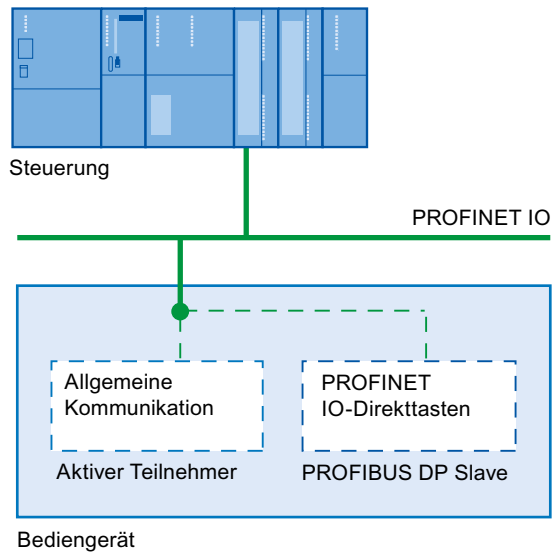 Steuerung
PROFINET IO
Allgemeine
Kommunikation
PROFINET
IO-Direkttasten
Aktiver Teilnehmer
PROFIBUS DP Slave
Bediengerät